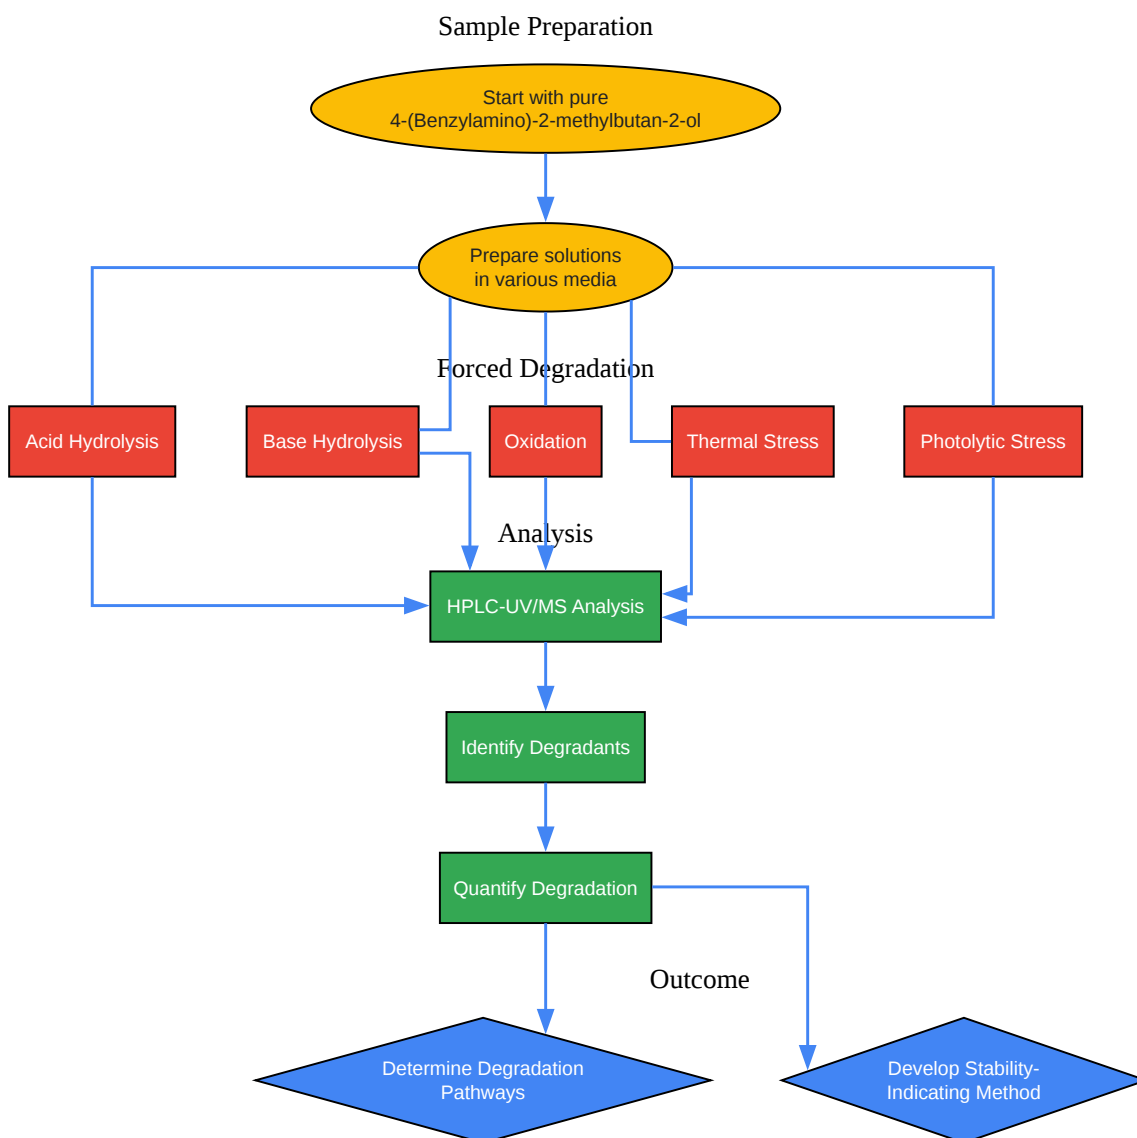 Sample Preparation
Start with pure
4-(Benzylamino)-2-methylbutan-2-ol
Prepare solutions
in various media
Forced Degradation
Acid Hydrolysis
Base Hydrolysis
Oxidation
Thermal Stress
Photolytic Stress
Analysis
HPLC-UV/MS Analysis
Identify Degradants
Quantify Degradation
Outcome
Determine Degradation
Pathways
Develop Stability-
Indicating Method